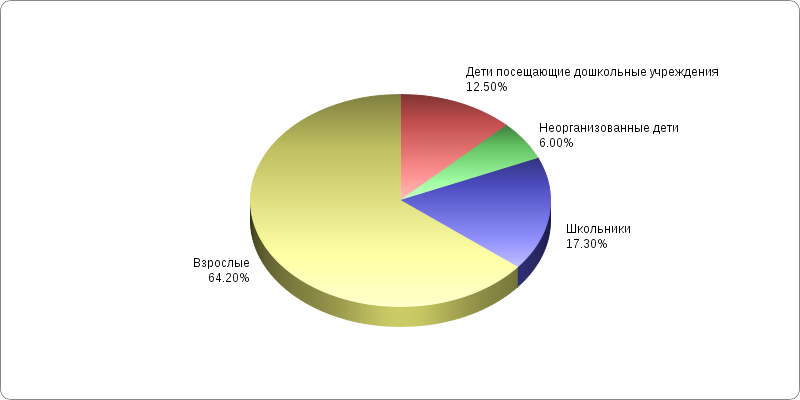 Дети посещающие дошкольные учреждения
12.50%
Неорганизованные дети
6.00%
Школьники
17.30%
Взрослые
64.20%